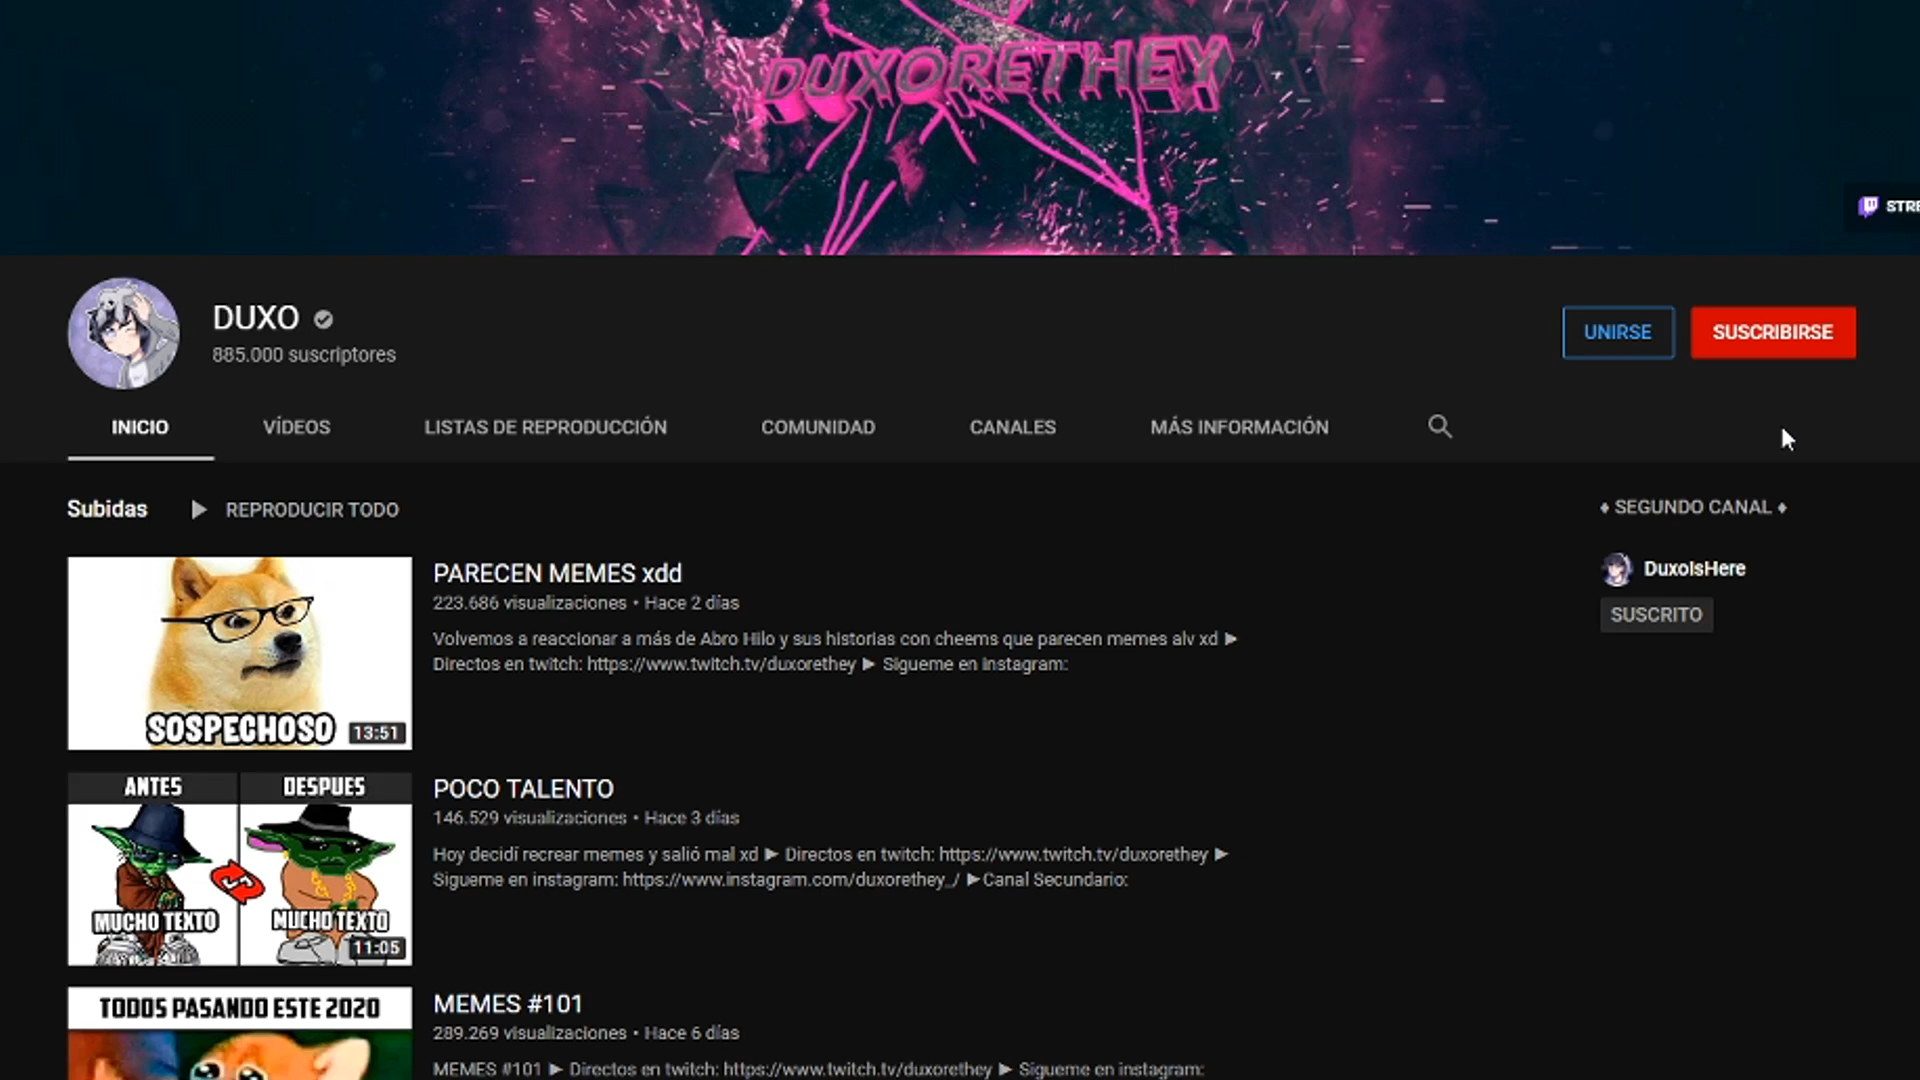 DUXORETHEY
DUXO
885.000 suscriptores
UNIRSE
SUSCRIBIRSE
INICIO
VÍDEOS
LISTAS DE REPRODUCCIÓN
COMUNIDAD
CANALES
MÁS INFORMACIÓN
Subidas
REPRODUCIR TODO
SOSPECHOSO
13:51
PARECEN MEMES xdd
223.686 visualizaciones • Hace 2 días
Volvemos a reaccionar a más de Abro Hilo y sus historias con cheems que parecen memes alv xd ►
Directos en twitch: https://www.twitch.tv/duxorethey ► Sigueme en instagram:
ANTES
DESPUES
MUCHO TEXTO
MUCHO TEXTO
11:05
POCO TALENTO
146.529 visualizaciones • Hace 3 días
Hoy decidí recrear memes y salió mal xd ► Directos en twitch: https://www.twitch.tv/duxorethey ►
Sigueme en instagram: https://www.instagram.com/duxorethey_/ ►Canal Secundario:
TODOS PASANDO ESTE 2020
MEMES #101
289.269 visualizaciones • Hace 6 días
MEMES #101 ► Directos en twitch: https://www.twitch.tv/duxorethey ► Sigueme en instagram:
♦ SEGUNDO CANAL ♦
DuxoIsHere
SUSCRITO